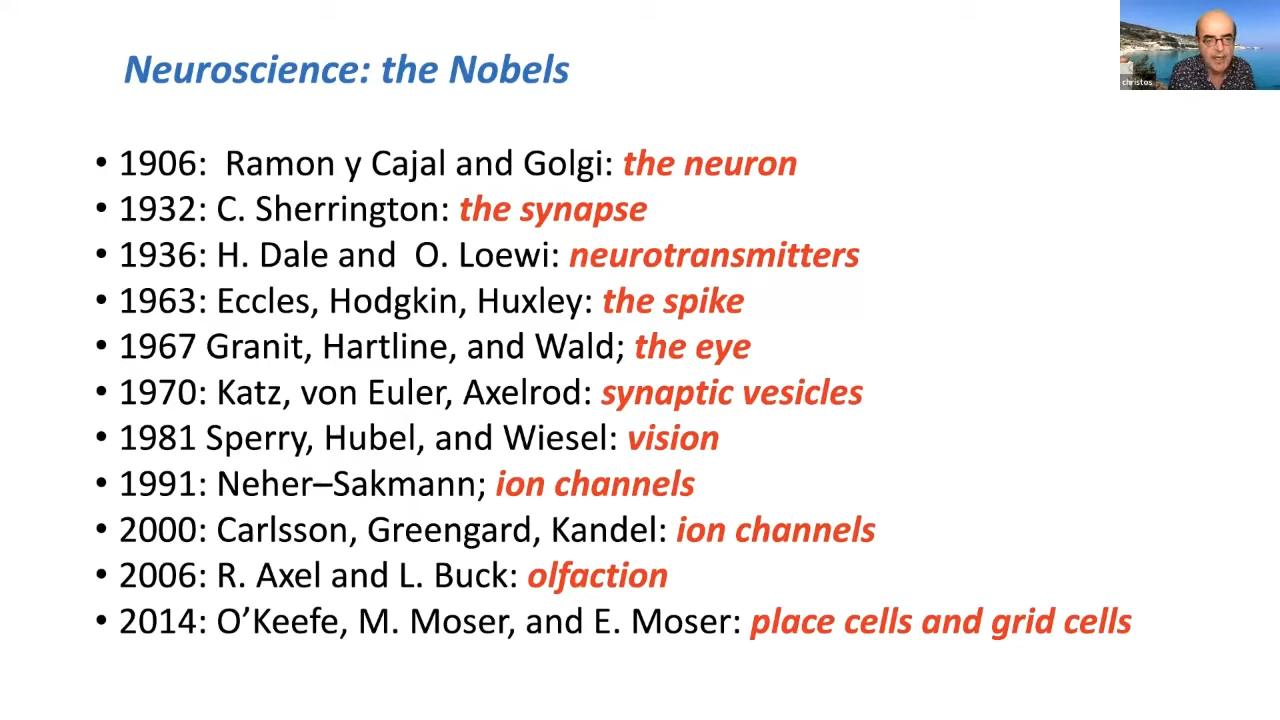 Neuroscience: the Nobels
christos
• 1906: Ramon y Cajal and Golgi: the neuron
• 1932: C. Sherrington: the synapse
• 1936: H. Dale and O. Loewi: neurotransmitters
• 1963: Eccles, Hodgkin, Huxley: the spike
• 1967 Granit, Hartline, and Wald; the eye
• 1970: Katz, von Euler, Axelrod: synaptic vesicles
• 1981 Sperry, Hubel, and Wiesel: vision
• 1991: Neher–Sakmann; ion channels
• 2000: Carlsson, Greengard, Kandel: ion channels
• 2006: R. Axel and L. Buck: olfaction
• 2014: O’Keefe, M. Moser, and E. Moser: place cells and grid cells